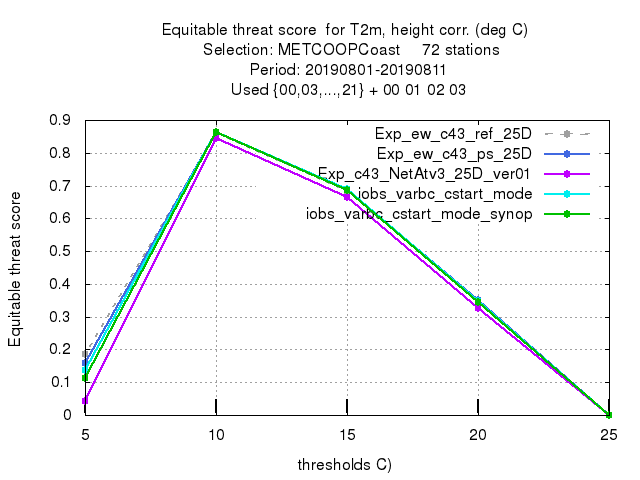 Equitable threat score  for T2m, height corr. (deg C)
Selection: METCOOPCoast     72 stations
Period: 20190801-20190811
Used {00,03,...,21} + 00 01 02 03
Equitable threat score
0.9
0.8
0.7
0.6
0.5
0.4
0.3
0.2
0.1
0
Exp_ew_c43_ref_25D
Exp_ew_c43_ps_25D
Exp_c43_NetAtv3_25D_ver01
iobs_varbc_cstart_mode
iobs_varbc_cstart_mode_synop
5 10 15 20 25
thresholds C)